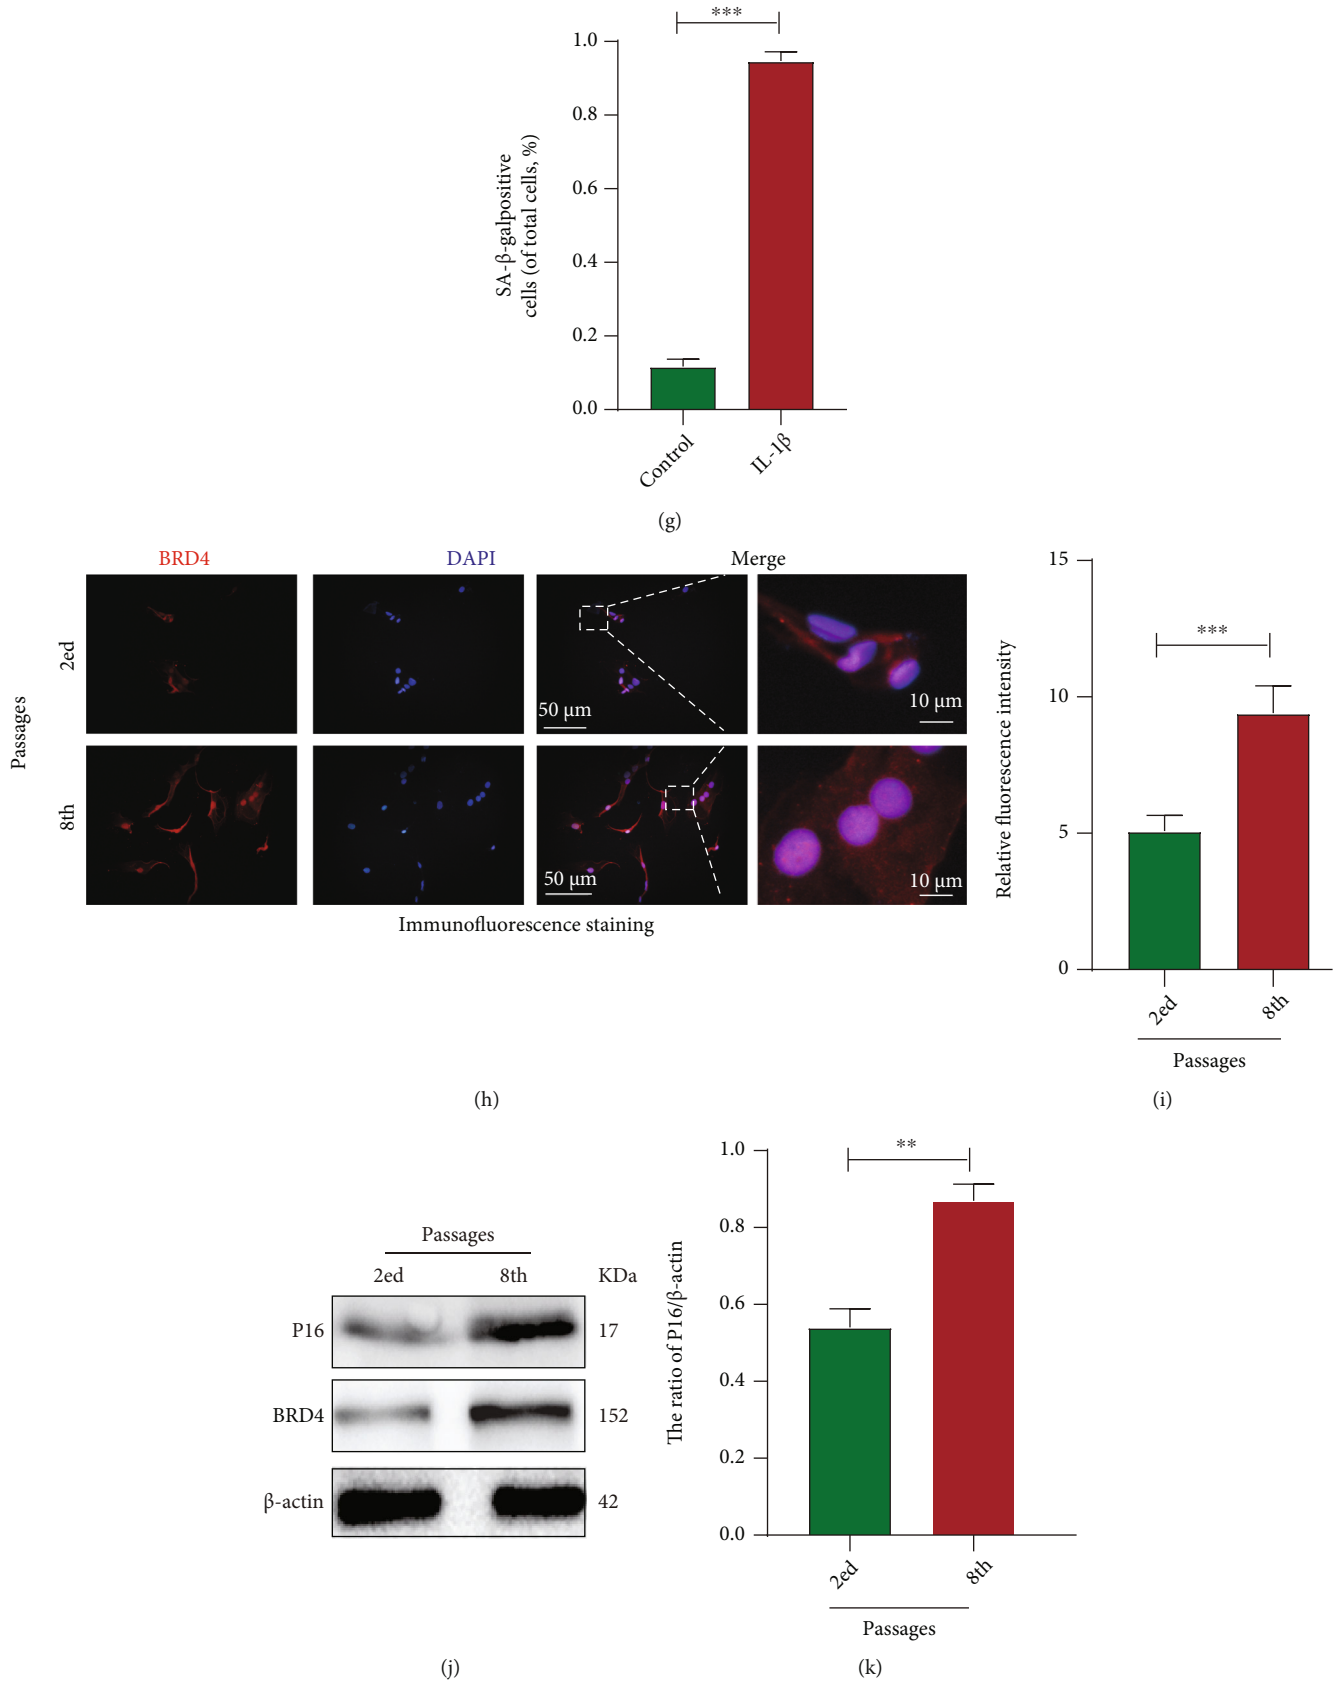 ***
1.0
0.8
0.6
0.4
0.2
0.0
SA-β-galpositive
cells (of total cells, %)
Control
IL-1β
(g)
BRD4
DAPI
Merge
Passages
2ed
8th
50 μm
10 μm
50 μm
10 μm
Immunofluorescence staining
(h)
15
10
5
0
Relative fluorescence intensity
***
2ed
8th
Passages
(i)
Passages
2ed
8th
KDa
P16
17
BRD4
152
β-actin
42
(j)
1.0
0.8
0.6
0.4
0.2
0.0
The ratio of P16/β-actin
**
2ed
8th
Passages
(k)